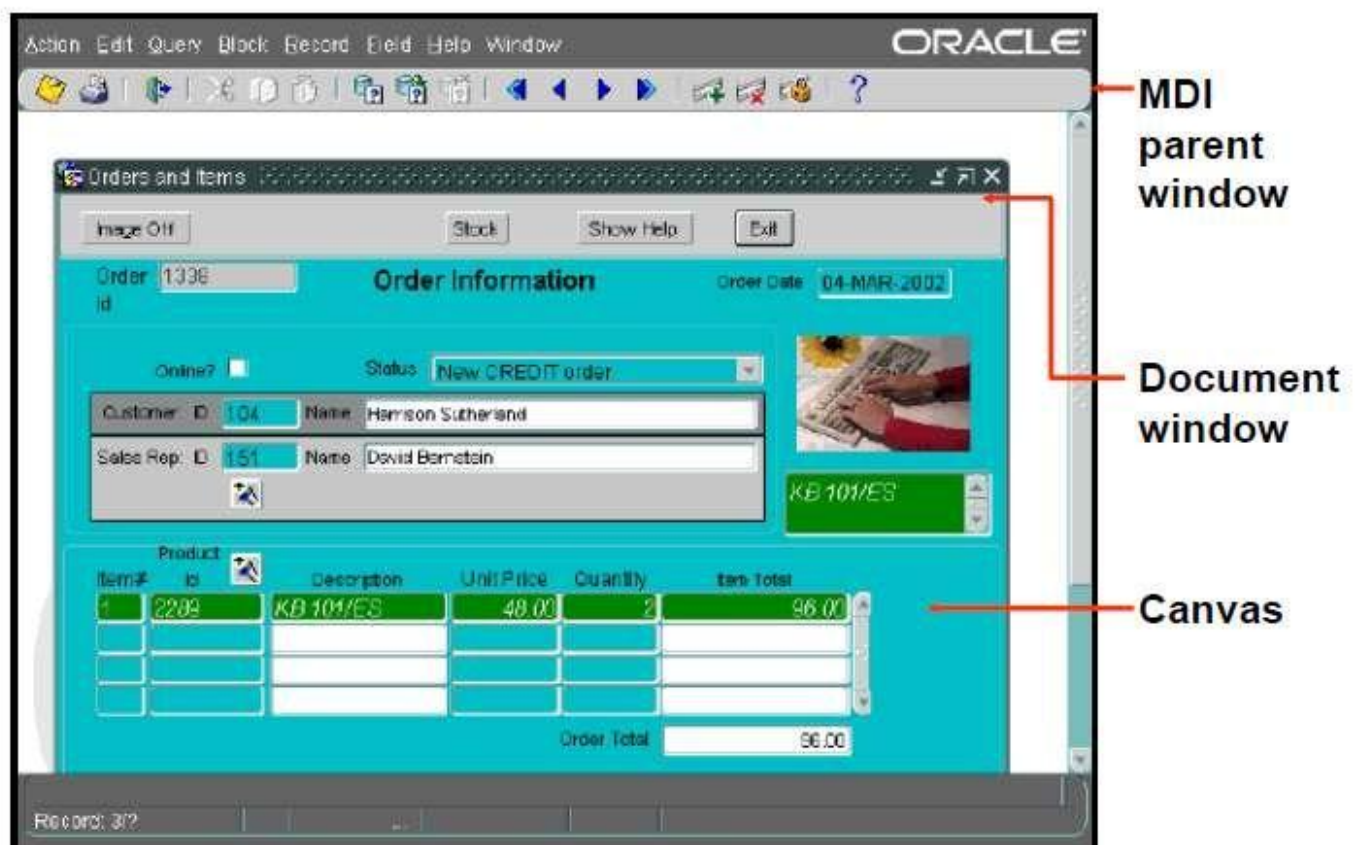 Action Edit Query Block Record Field Help Window ORACLE
MDI
parent
window
Orders and Items
Image Off Stock Show Help Exit
Order Id 1338 Order Information Order Date 04-MAR-2002
Online? Status New CREDIT order
Document
window
Customer ID 104 Name Harrison Sutherland
Sales Rep: ID 151 Name David Bernstein
KB 101/ES
Item# Product Id Description Unit Price Quantity Item Total
1 2289 KB 101/ES 48.00 2 96.00
Canvas
Order Total 96.00
Record: 3/?